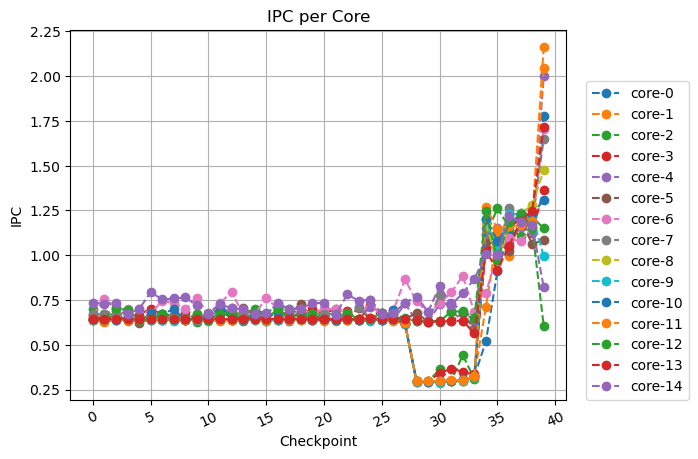 IPC per Core
2.25
2.00
1.75
1.50
1.25
1.00
0.75
0.50
0.25
IPC
0
5
10
15
20
25
30
35
40
Checkpoint
core-0
core-1
core-2
core-3
core-4
core-5
core-6
core-7
core-8
core-9
core-10
core-11
core-12
core-13
core-14